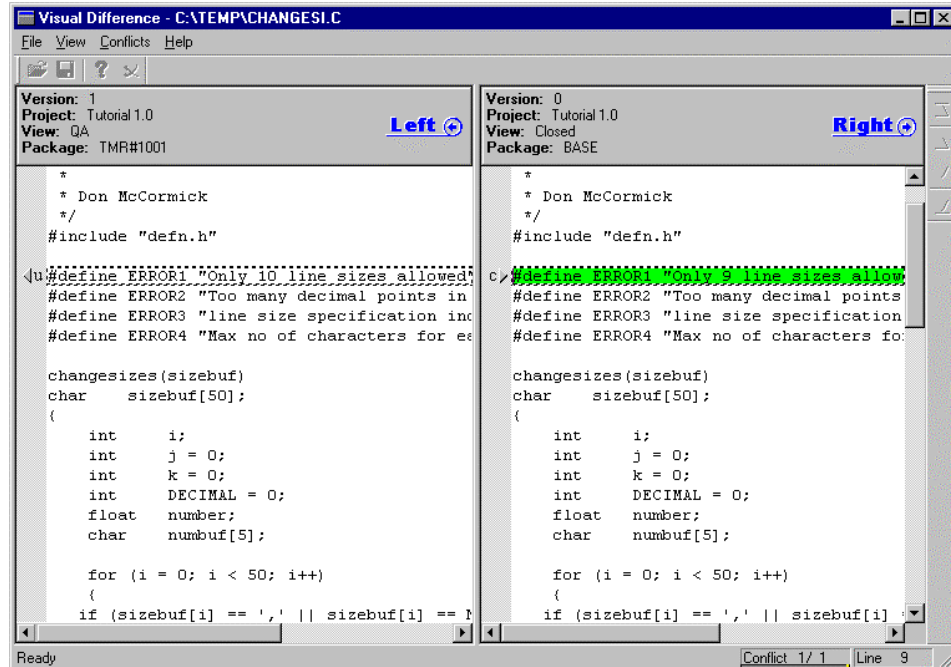 Visual Difference - C:\TEMP\CHANGESI.C
File View Conflicts Help
Version: 1
Project: Tutorial 1.0
View: QA
Package: TMR#1001
Left
*
* Don McCormick
*/
#include "defn.h"
u #define ERROR1 "Only 10 line sizes allowed"
#define ERROR2 "Too many decimal points in
#define ERROR3 "line size specification
#define ERROR4 "Max no of characters for
changesizes(sizebuf)
char sizebuf[50];
{
int i;
int j = 0;
int k = 0;
int DECIMAL = 0;
float number;
char numbuf[5];
for (i = 0; i < 50; i++)
{
if (sizebuf[i] == ',' || sizebuf[i] ==
Version: 0
Project: Tutorial 1.0
View: Closed
Package: BASE
Right
*
* Don McCormick
*/
#include "defn.h"
c #define ERROR1 "Only 9 line sizes
#define ERROR2 "Too many decimal points
#define ERROR3 "line size specification
#define ERROR4 "Max no of characters
changesizes(sizebuf)
char sizebuf[50];
{
int i;
int j = 0;
int k = 0;
int DECIMAL = 0;
float number;
char numbuf[5];
for (i = 0; i < 50; i++)
{
if (sizebuf[i] == ',' || sizebuf[i]
Ready
Conflict 1/ 1
Line 9